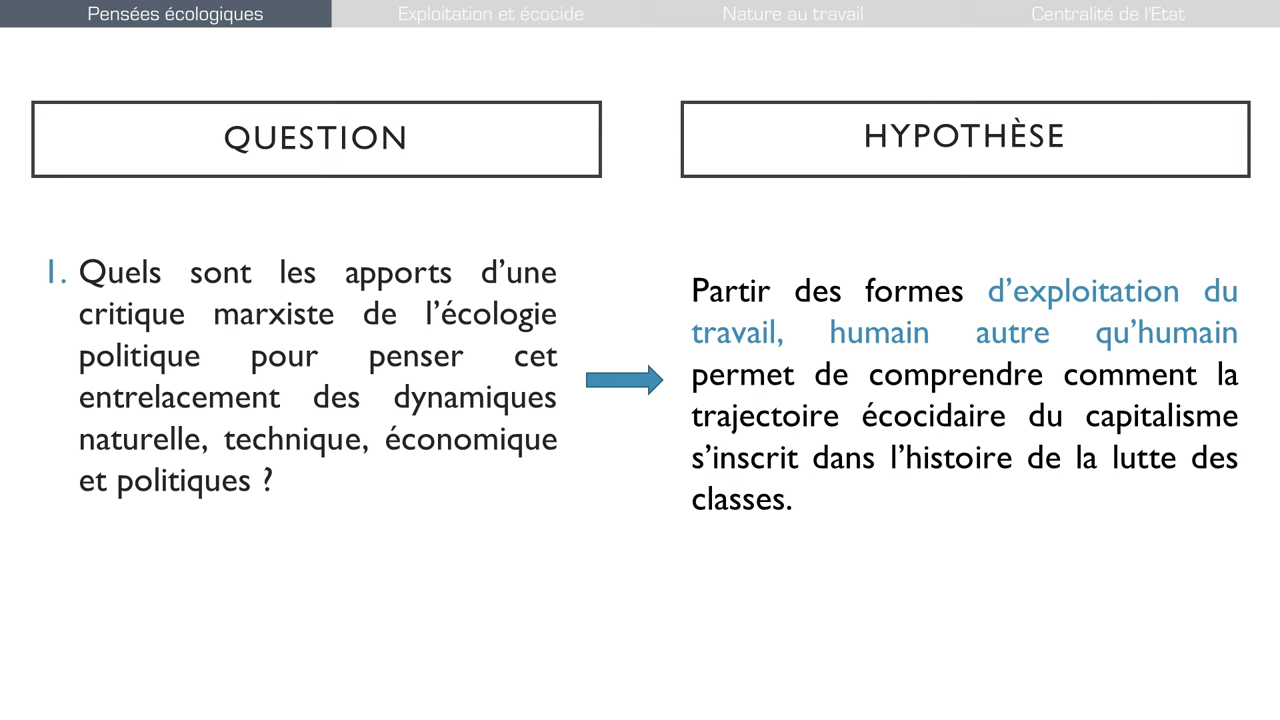 Pensées écologiques
Exploitation et écocide
Nature au travail
Centralité de l'Etat
QUESTION
1. Quels sont les apports d’une
critique marxiste de l’écologie
politique pour penser cet
entrelacement des dynamiques
naturelle, technique, économique
et politiques ?
HYPOTHÈSE
Partir des formes d’exploitation du
travail, humain autre qu’humain
permet de comprendre comment la
trajectoire écocidaire du capitalisme
s’inscrit dans l’histoire de la lutte des
classes.